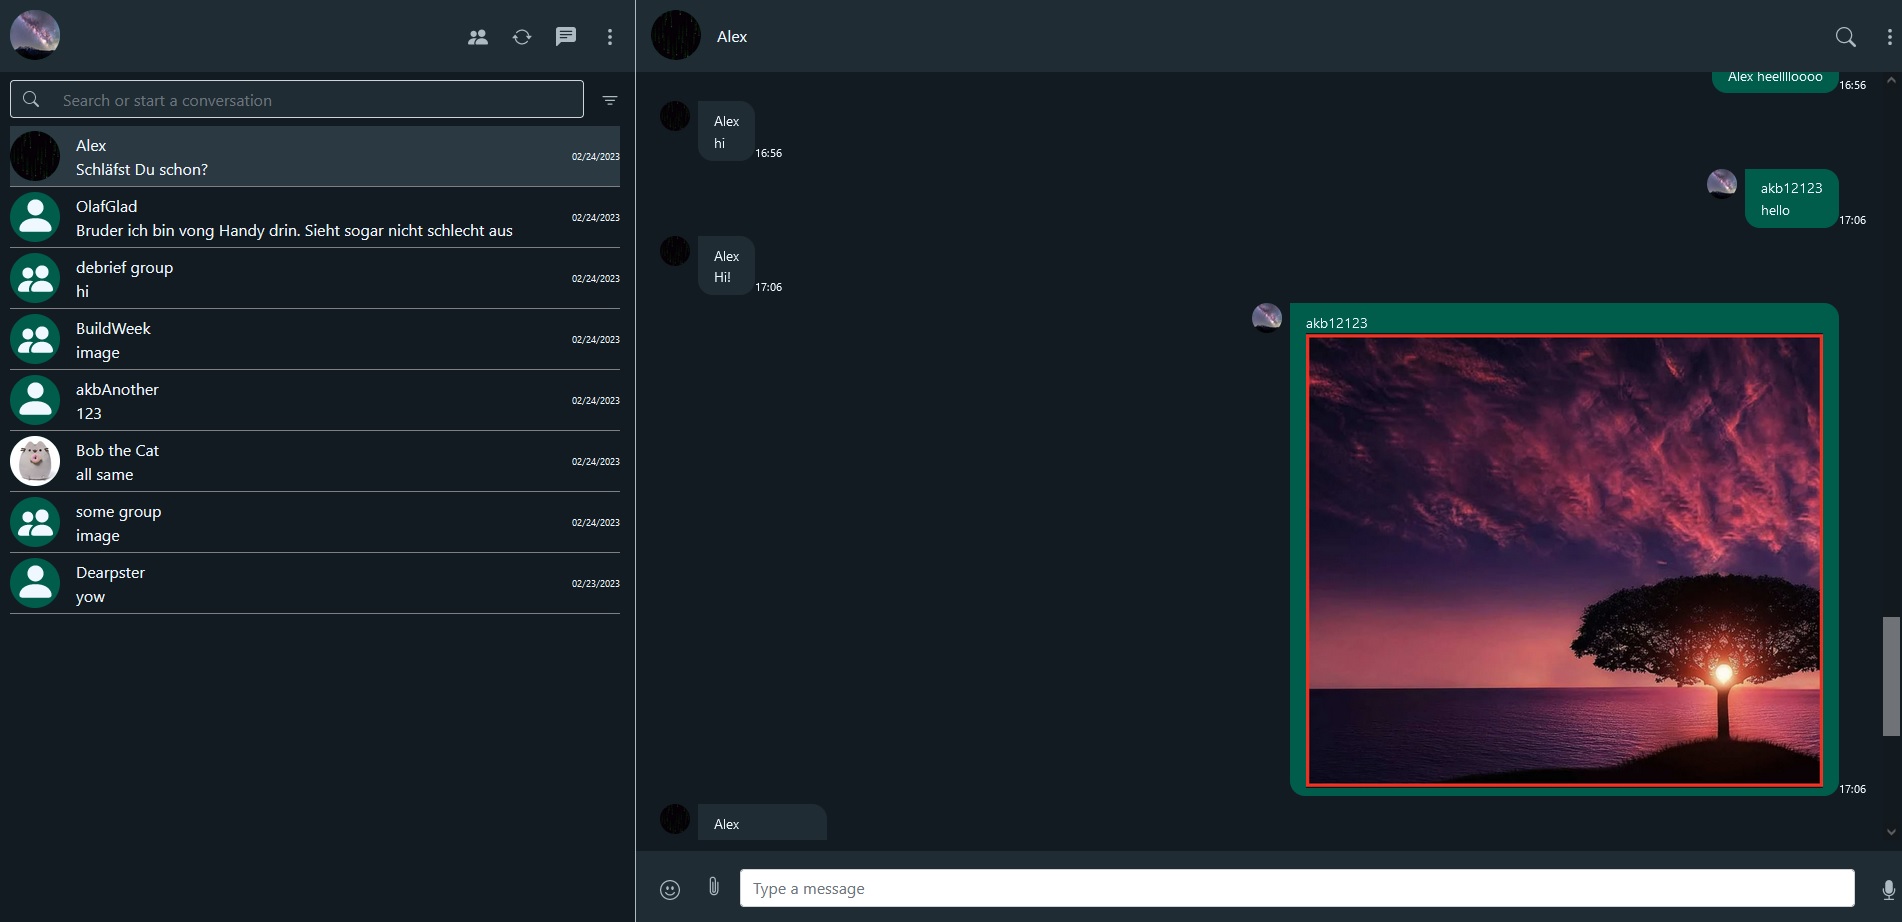 Search or start a conversation
Alex
Schläfst Du schon?
02/24/2023
OlafGlad
Bruder ich bin vong Handy drin. Sieht sogar nicht schlecht aus
02/24/2023
debrief group
hi
02/24/2023
BuildWeek
image
02/24/2023
akbAnother
123
02/24/2023
Bob the Cat
all same
02/24/2023
some group
image
02/24/2023
Dearpster
yow
02/23/2023
Alex
Alex heelllloooo
16:56
Alex
hi
16:56
akb12123
hello
17:06
Alex
Hi!
17:06
akb12123
17:06
Alex
Type a message